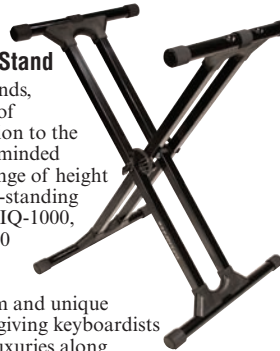 Stand
nds,
of
ion to the
minded
nge of height
-standing
IQ-1000,
0
m and unique
giving keyboardists
uxuries along